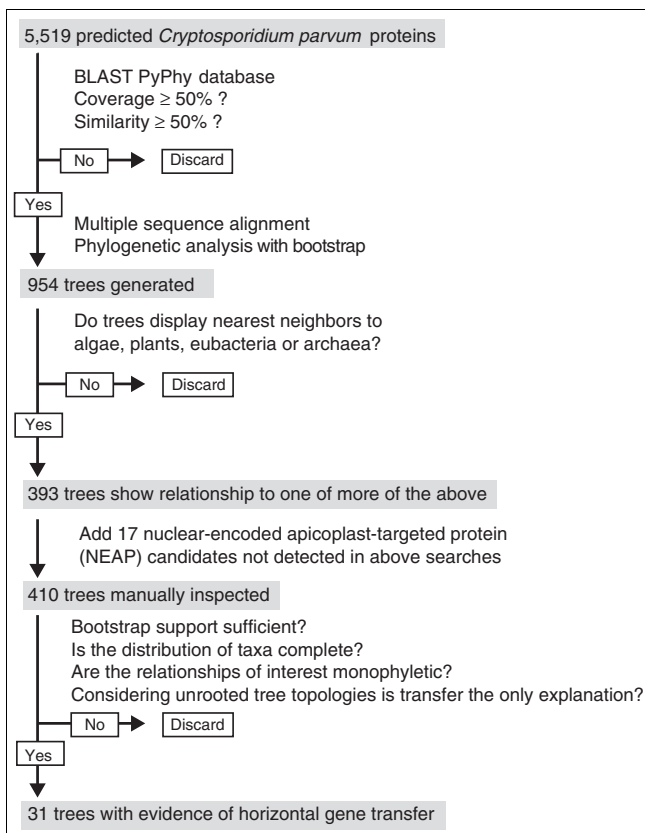 5,519 predicted Cryptosporidium parvum proteins
BLAST PyPhy database
Coverage ≥ 50% ?
Similarity ≥ 50% ?
No
Discard
Yes
Multiple sequence alignment
Phylogenetic analysis with bootstrap
954 trees generated
Do trees display nearest neighbors to
algae, plants, eubacteria or archaea?
No
Discard
Yes
393 trees show relationship to one of more of the above
Add 17 nuclear-encoded apicoplast-targeted protein
(NEAP) candidates not detected in above searches
410 trees manually inspected
Bootstrap support sufficient?
Is the distribution of taxa complete?
Are the relationships of interest monophyletic?
Considering unrooted tree topologies is transfer the only explanation?
No
Discard
Yes
31 trees with evidence of horizontal gene transfer